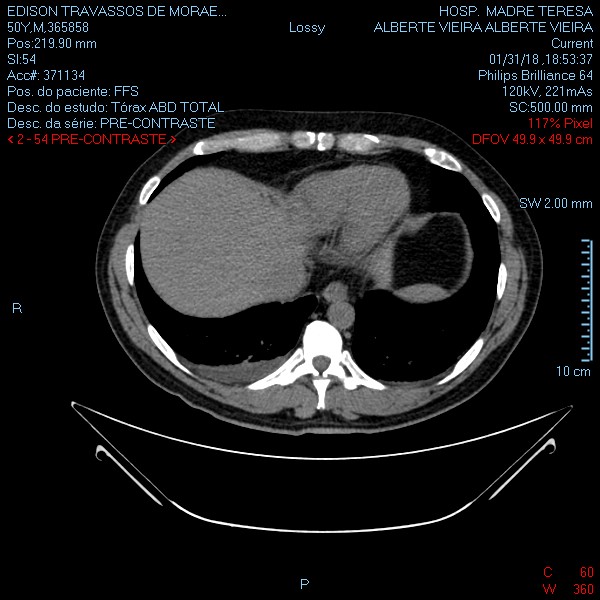 EDISON TRAVASSOS DE MORAE...
50Y,M,365858
Pos:219.90 mm
SI:54
Acc#: 371134
Pos. do paciente: FFS
Desc. do estudo: Tórax ABD TOTAL
Desc. da série: PRE-CONTRASTE
< 2 - 54 PRE-CONTRASTE >
Lossy
HOSP. MADRE TERESA
ALBERTE VIEIRA ALBERTE VIEIRA
Current
01/31/18 ,18:53:37
Philips Brilliance 64
120kV, 221mAs
SC:500.00 mm
117% Pixel
DFOV 49.9 x 49.9 cm
SW 2.00 mm
R
10 cm
P
C 60
W 360